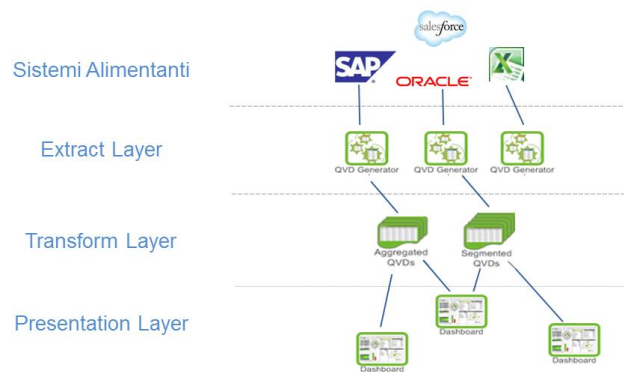 salesforce
Sistemi Alimentanti
SAP
ORACLE
Extract Layer
QVD Generator
QVD Generator
QVD Generator
Transform Layer
Aggregated
QVDs
Segmented
QVDs
Presentation Layer
Dashboard
Dashboard
Dashboard